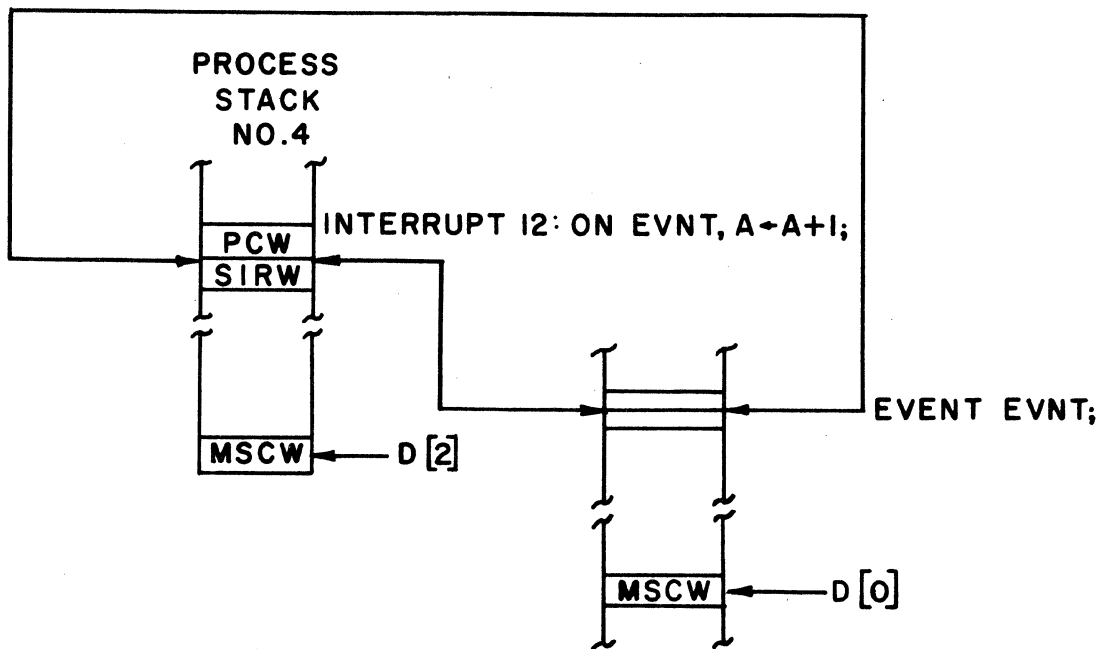 PROCESS
STACK
NO.4
INTERRUPT 12: ON EVNT, A←A+1;
PCW
SIRW
EVENT EVNT;
MSCW
D[2]
MSCW
D[0]